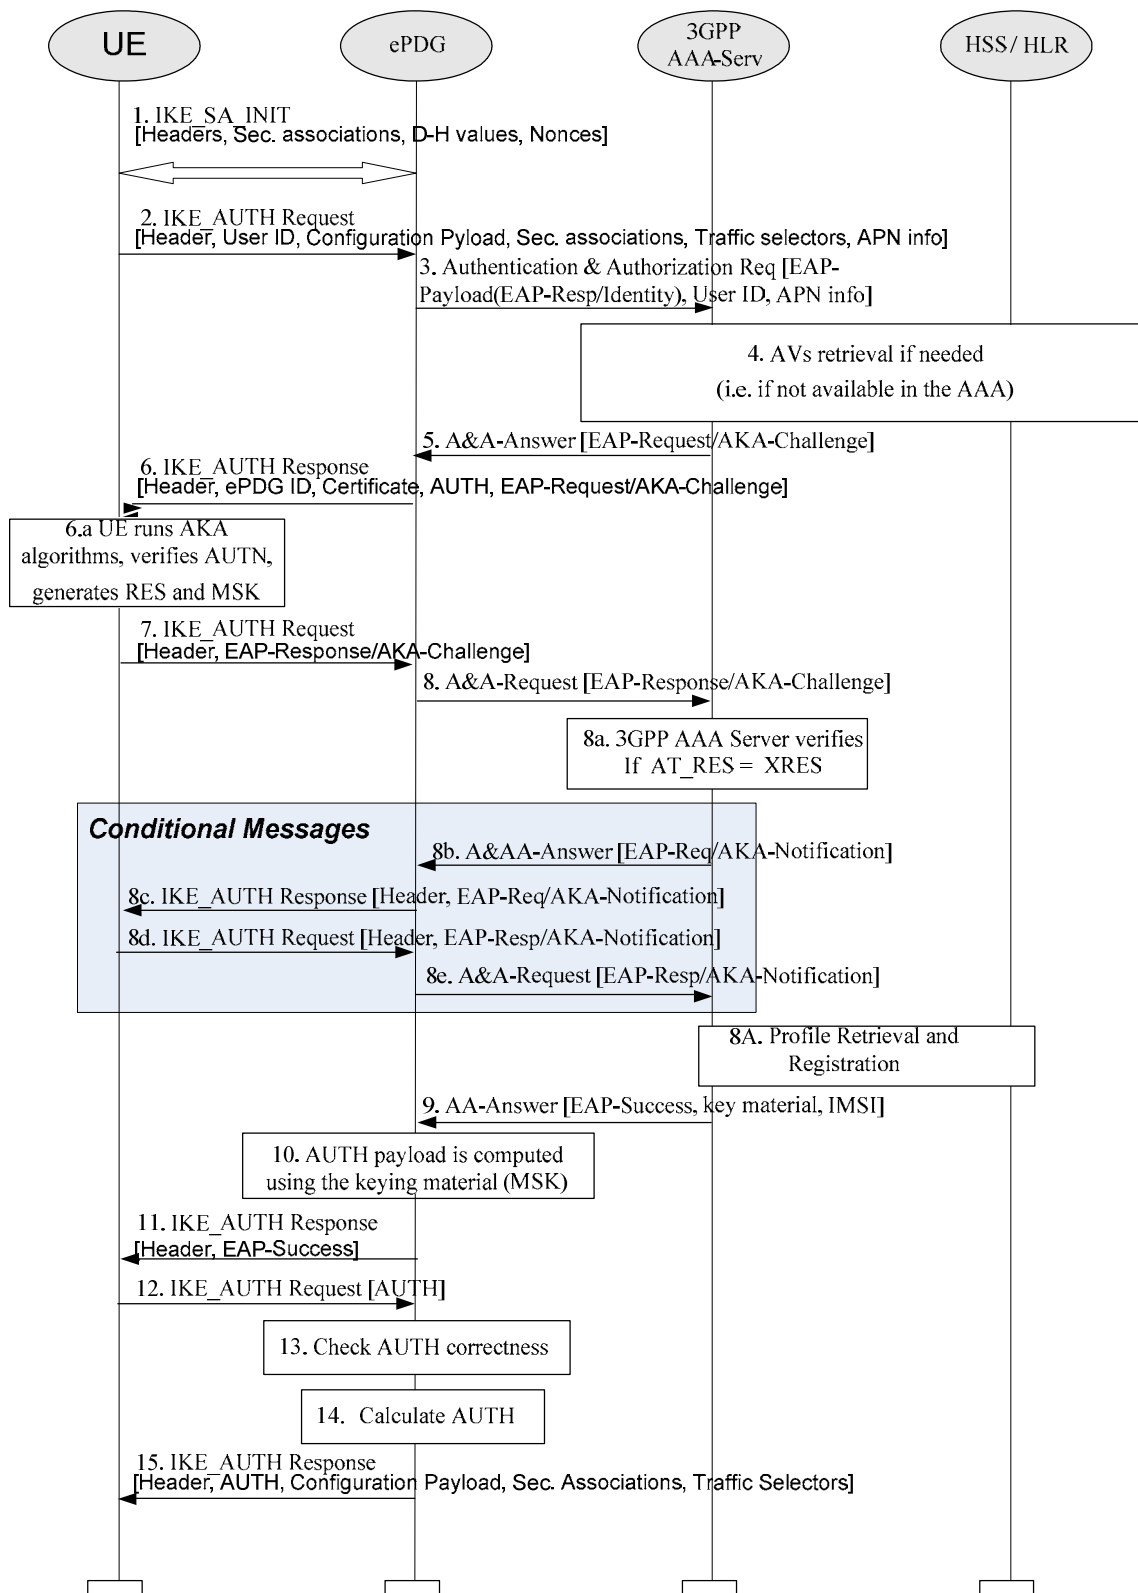 UE
ePDG
3GPP
AAA-Serv
HSS/ HLR
1. IKE_SA_INIT
[Headers, Sec. associations, D-H values, Nonces]
2. IKE_AUTH Request
[Header, User ID, Configuration Pyload, Sec. associations, Traffic selectors, APN info]
3. Authentication & Authorization Req [EAP-
Payload(EAP-Resp/Identity), User ID, APN info]
4. AVs retrieval if needed
(i.e. if not available in the AAA)
5. A&A-Answer [EAP-Request/AKA-Challenge]
6. IKE_AUTH Response
[Header, ePDG ID, Certificate, AUTH, EAP-Request/AKA-Challenge]
6.a UE runs AKA
algorithms, verifies AUTN,
generates RES and MSK
7. IKE_AUTH Request
[Header, EAP-Response/AKA-Challenge]
8. A&A-Request [EAP-Response/AKA-Challenge]
8a. 3GPP AAA Server verifies
If AT_RES = XRES
Conditional Messages
8b. A&AA-Answer [EAP-Req/AKA-Notification]
8c. IKE_AUTH Response [Header, EAP-Req/AKA-Notification]
8d. IKE_AUTH Request [Header, EAP-Resp/AKA-Notification]
8e. A&A-Request [EAP-Resp/AKA-Notification]
8A. Profile Retrieval and
Registration
9. AA-Answer [EAP-Success, key material, IMSI]
10. AUTH payload is computed
using the keying material (MSK)
11. IKE_AUTH Response
[Header, EAP-Success]
12. IKE_AUTH Request [AUTH]
13. Check AUTH correctness
14. Calculate AUTH
15. IKE_AUTH Response
[Header, AUTH, Configuration Payload, Sec. Associations, Traffic Selectors]